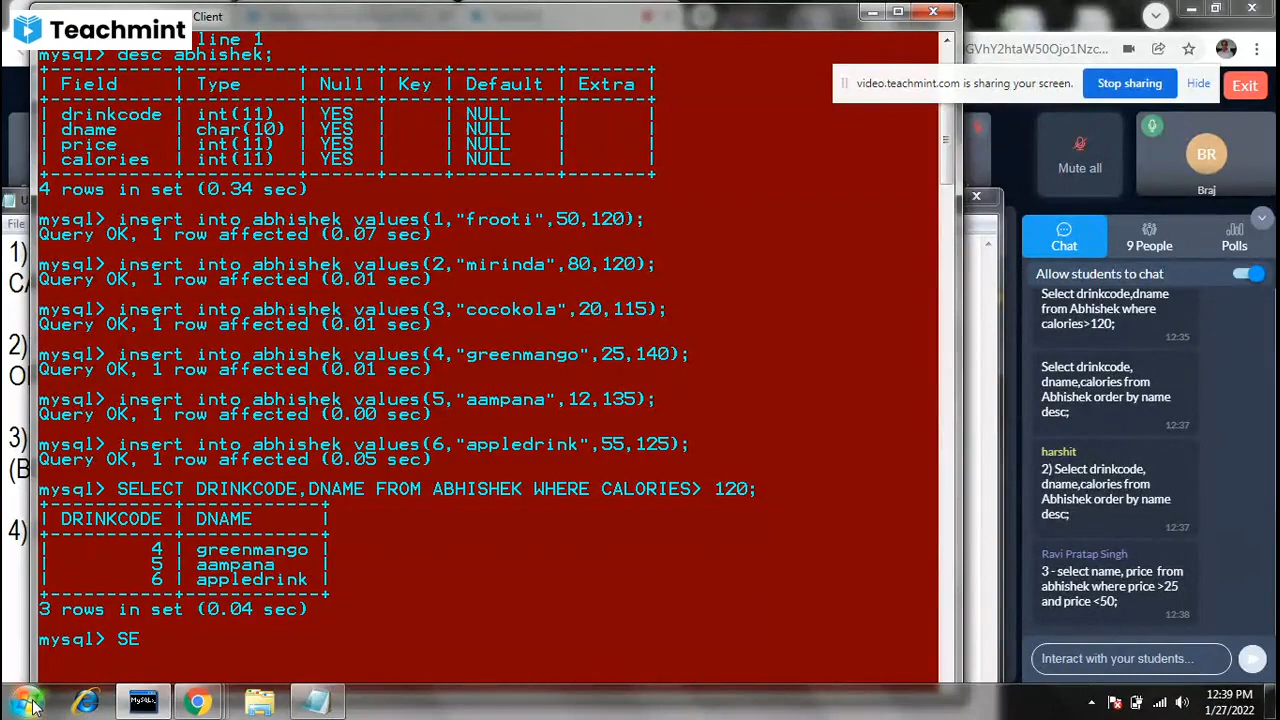 Teachmint
Client
line 1
mysql> desc abhishek;
| Field | Type | Null | Key | Default | Extra |
| drinkcode | int(11) | YES | | NULL | |
| dname | char(10) | YES | | NULL | |
| price | int(11) | YES | | NULL | |
| calories | int(11) | YES | | NULL | |
4 rows in set (0.34 sec)
mysql> insert into abhishek values(1,"frooti",50,120);
Query OK, 1 row affected (0.07 sec)
mysql> insert into abhishek values(2,"mirinda",80,120);
Query OK, 1 row affected (0.01 sec)
mysql> insert into abhishek values(3,"cocokola",20,115);
Query OK, 1 row affected (0.01 sec)
mysql> insert into abhishek values(4,"greenmango",25,140);
Query OK, 1 row affected (0.01 sec)
mysql> insert into abhishek values(5,"aampana",12,135);
Query OK, 1 row affected (0.00 sec)
mysql> insert into abhishek values(6,"appledrink",55,125);
Query OK, 1 row affected (0.05 sec)
mysql> SELECT DRINKCODE,DNAME FROM ABHISHEK WHERE CALORIES> 120;
| DRINKCODE | DNAME |
| 4 | greenmango |
| 5 | aampana |
| 6 | appledrink |
3 rows in set (0.04 sec)
mysql> SE
File
1)
2)
3)
(B
4)
GVhY2htaW50Ojo1Nzc...
video.teachmint.com is sharing your screen.
Stop sharing
Hide
Exit
Mute all
BR
Braj
Chat
9 People
Polls
Allow students to chat
Select drinkcode,dname
from Abhishek where
calories>120;
12:35
Select drinkcode,
dname,calories from
Abhishek order by name
desc;
12:37
harshit
2) Select drinkcode,
dname,calories from
Abhishek order by name
desc;
12:37
Ravi Pratap Singh
3 - select name, price from
abhishek where price >25
and price <50;
12:38
Interact with your students...
MySQL
12:39 PM
1/27/2022